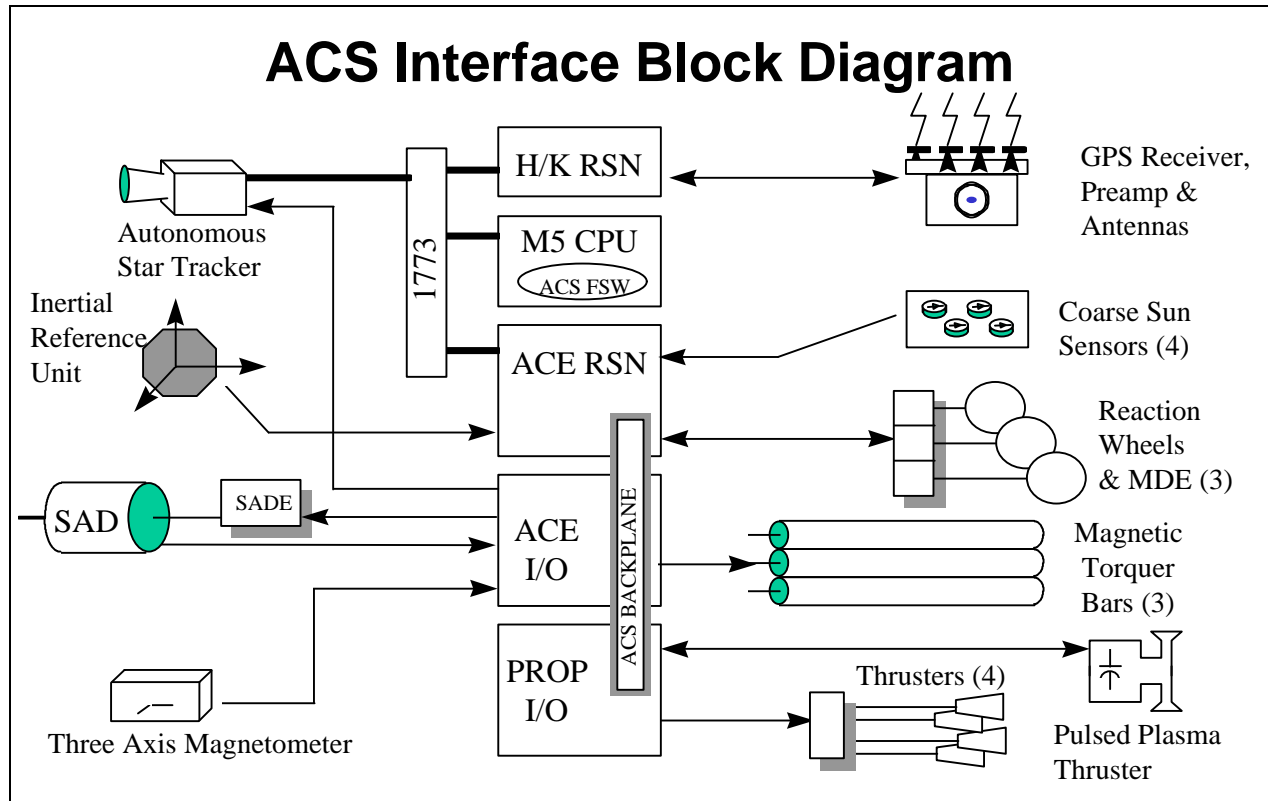 ACS Interface Block Diagram
H/K RSN
GPS Receiver,
Preamp &
Antennas
Autonomous
Star Tracker
1773
M5 CPU
ACS FSW
Inertial
Reference
Unit
ACE RSN
Coarse Sun
Sensors (4)
Reaction
Wheels
& MDE (3)
SAD
SADE
ACE
I/O
ACS BACKPLANE
Magnetic
Torquer
Bars (3)
PROP
I/O
Thrusters (4)
Three Axis Magnetometer
Pulsed Plasma
Thruster